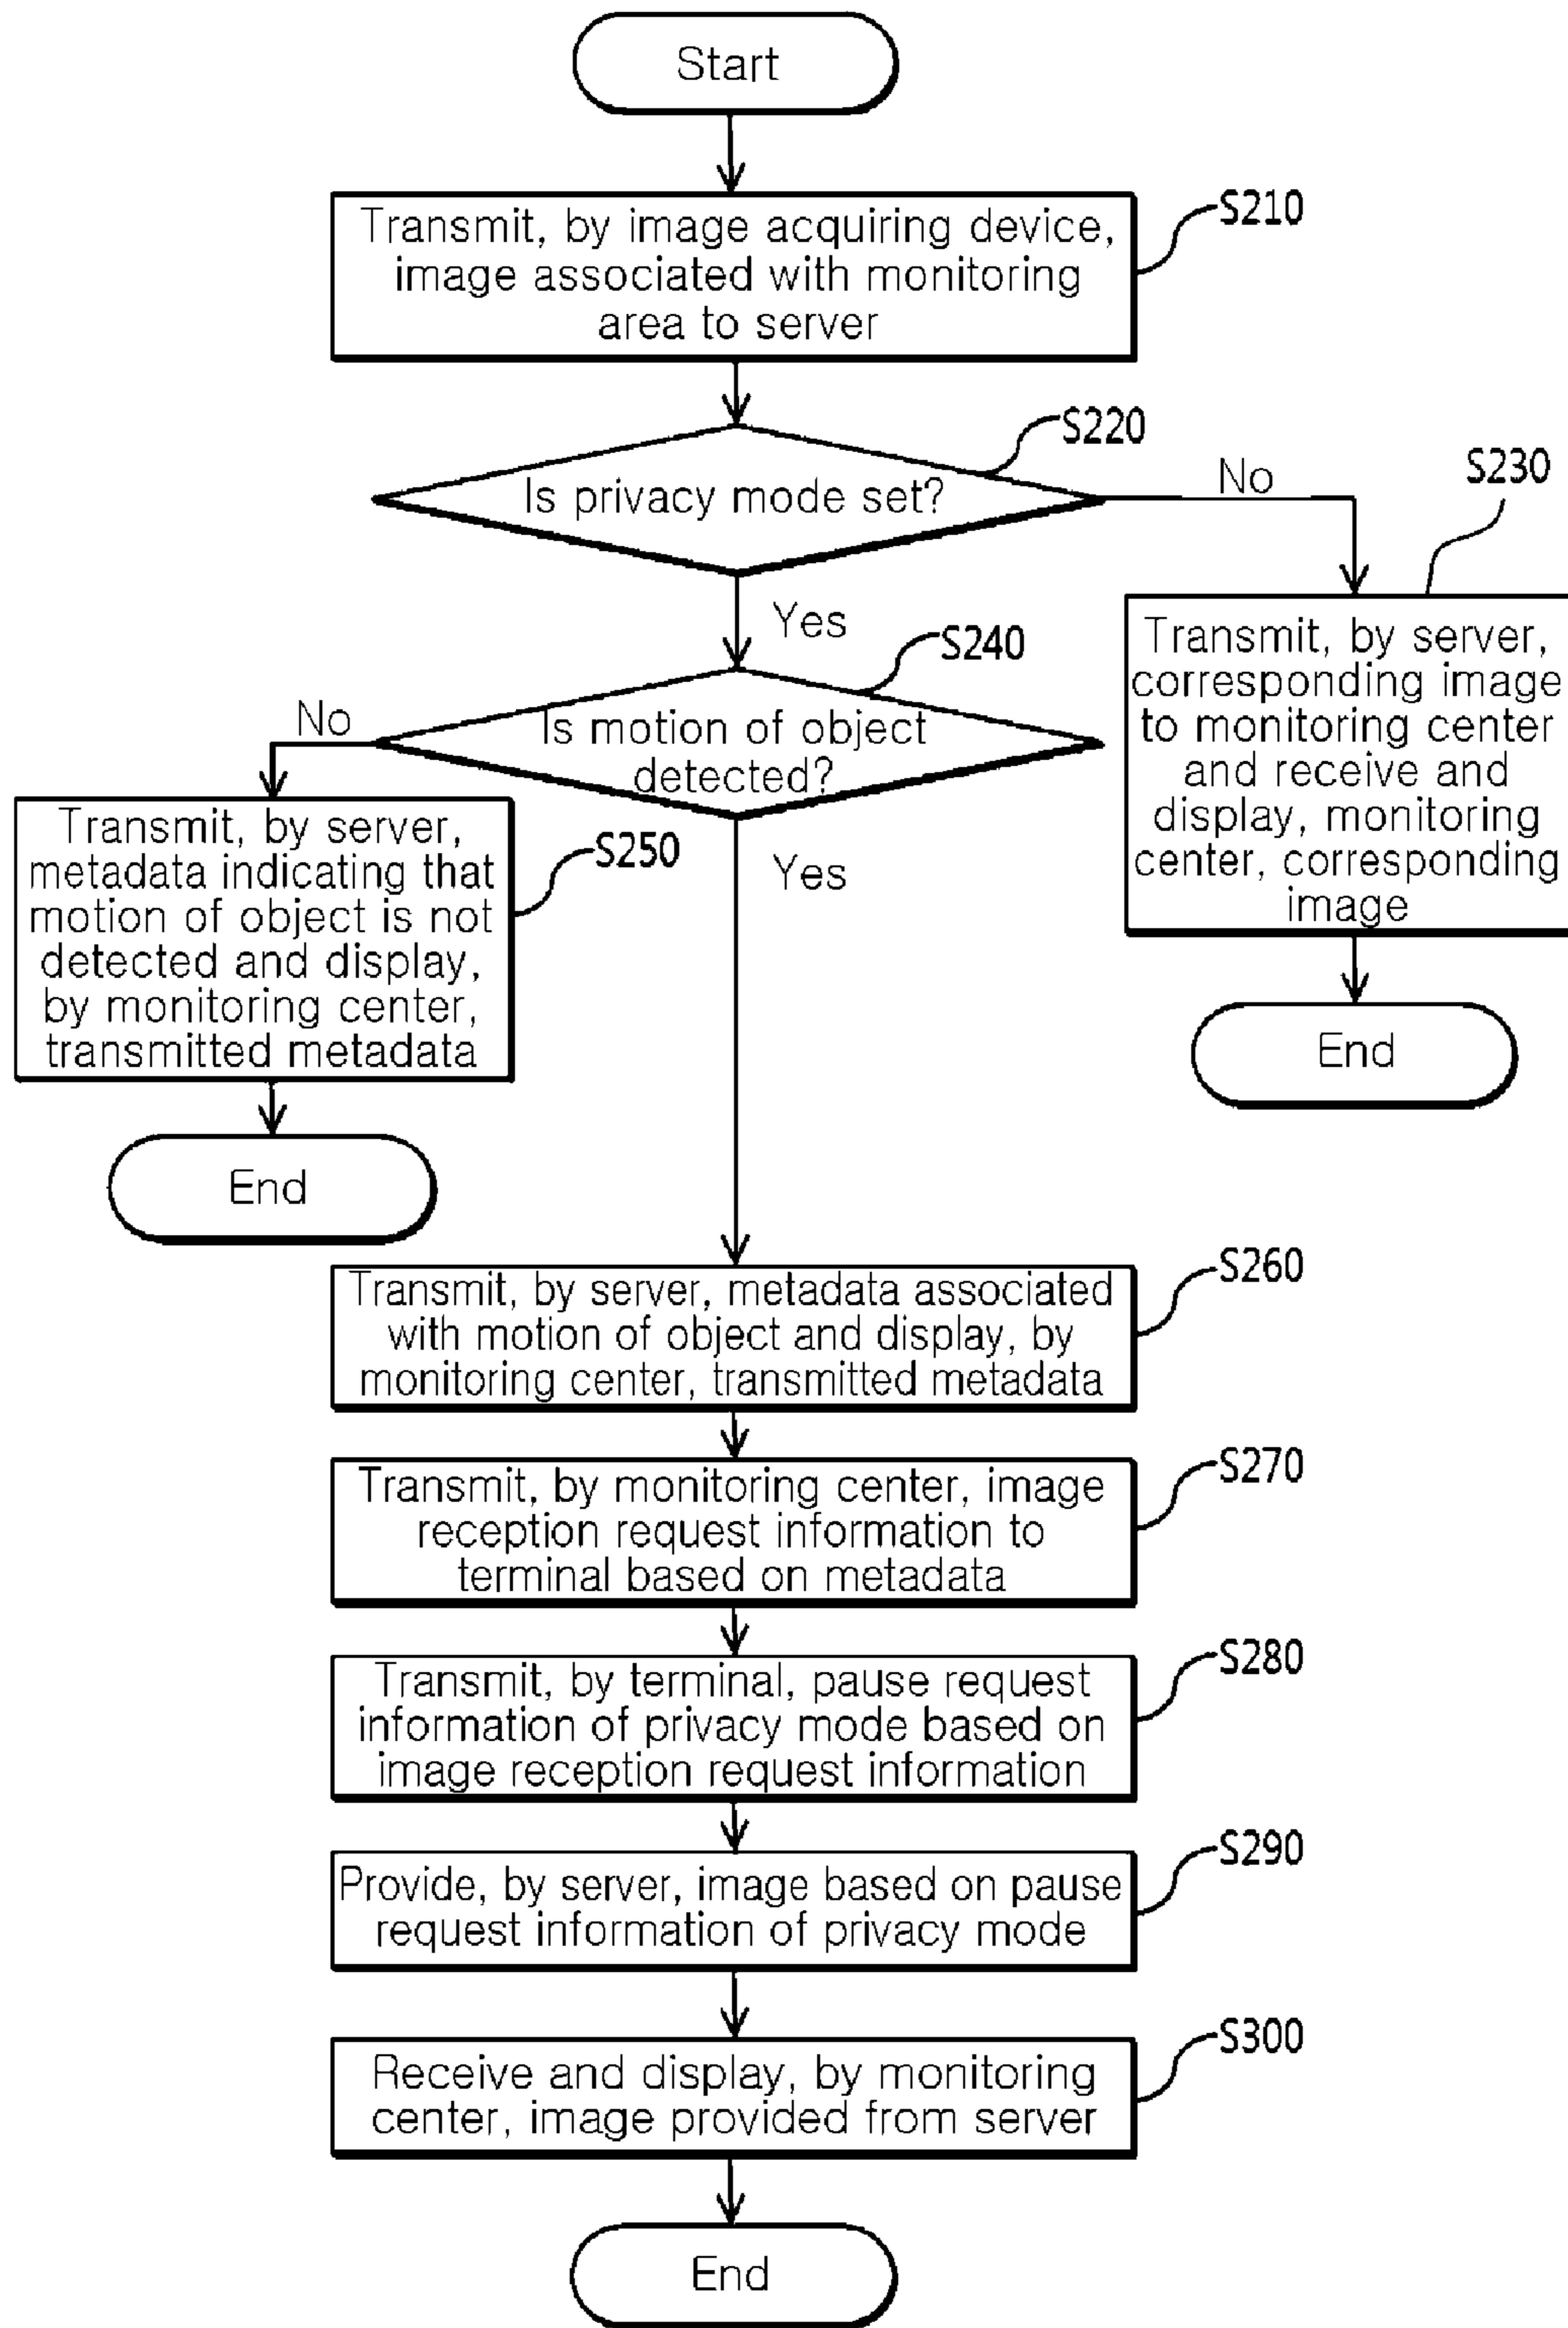 Start
Transmit, by image acquiring device,
image associated with monitoring
area to server
S210
Is privacy mode set?
S220
No
S230
Yes
Transmit, by server,
corresponding image
to monitoring center
and receive and
display, monitoring
center, corresponding
image
End
Is motion of object
detected?
S240
No
Yes
Transmit, by server,
metadata indicating that
motion of object is not
detected and display,
by monitoring center,
transmitted metadata
S250
End
Transmit, by server, metadata associated
with motion of object and display, by
monitoring center, transmitted metadata
S260
Transmit, by monitoring center, image
reception request information to
terminal based on metadata
S270
Transmit, by terminal, pause request
information of privacy mode based on
image reception request information
S280
Provide, by server, image based on pause
request information of privacy mode
S290
Receive and display, by monitoring
center, image provided from server
S300
End